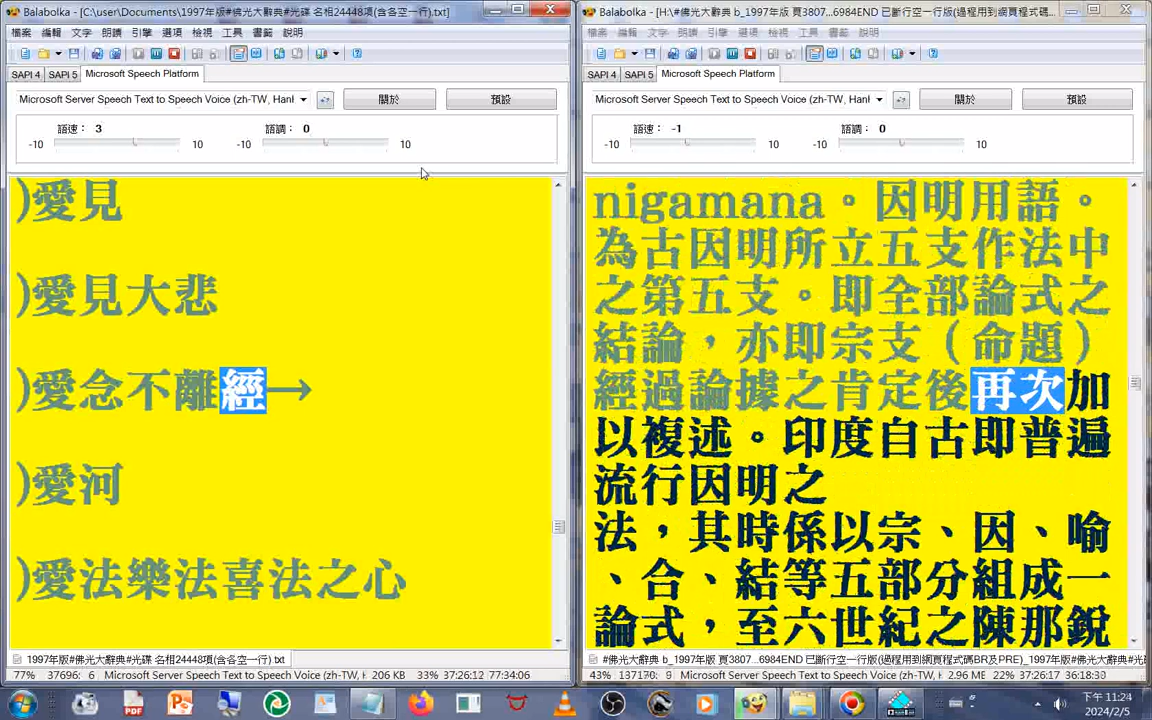 Balabolka - [C:\user\Documents\1997年版#佛光大辭典#光碟 名相24448項(含各空一行).txt]
檔案 編輯 文字 朗讀 引擎 選項 檢視 工具 書籤 說明
SAPI 4 SAPI 5 Microsoft Speech Platform
Microsoft Server Speech Text to Speech Voice (zh-TW, Hanl 關於 預設
語速： 3 語調： 0
-10 10 -10 10
)愛見
)愛見大悲
)愛念不離經→
)愛河
)愛法樂法喜法之心
1997年版#佛光大辭典#光碟 名相24448項(含各空一行).txt
77% 37696: 6 Microsoft Server Speech Text to Speech Voice (zh-TW, H 206 KB 33% 37:26:12 77:34:06
Balabolka - [H:\#佛光大辭典 b_1997年版 頁3807...6984END 已斷行空一行版(過程用到網頁程式碼...
檔案 編輯 文字 朗讀 引擎 選項 檢視 工具 書籤 說明
SAPI 4 SAPI 5 Microsoft Speech Platform
Microsoft Server Speech Text to Speech Voice (zh-TW, Hanl 關於 預設
語速： -1 語調： 0
-10 10 -10 10
nigamana。因明用語。
為古因明所立五支作法中
之第五支。即全部論式之
結論，亦即宗支（命題）
經過論據之肯定後再次加
以複述。印度自古即普遍
流行因明之
法，其時係以宗、因、喻
、合、結等五部分組成一
論式，至六世紀之陳那銳
#佛光大辭典 b_1997年版 頁3807...6984END 已斷行空一行版(過程用到網頁程式碼BR及PRE)_1997年版#佛光
43% 137170: 9 Microsoft Server Speech Text to Speech Voice (zh-TW, H 2.96 MB 22% 37:26:17 36:18:30
下午 11:24
2024/2/5